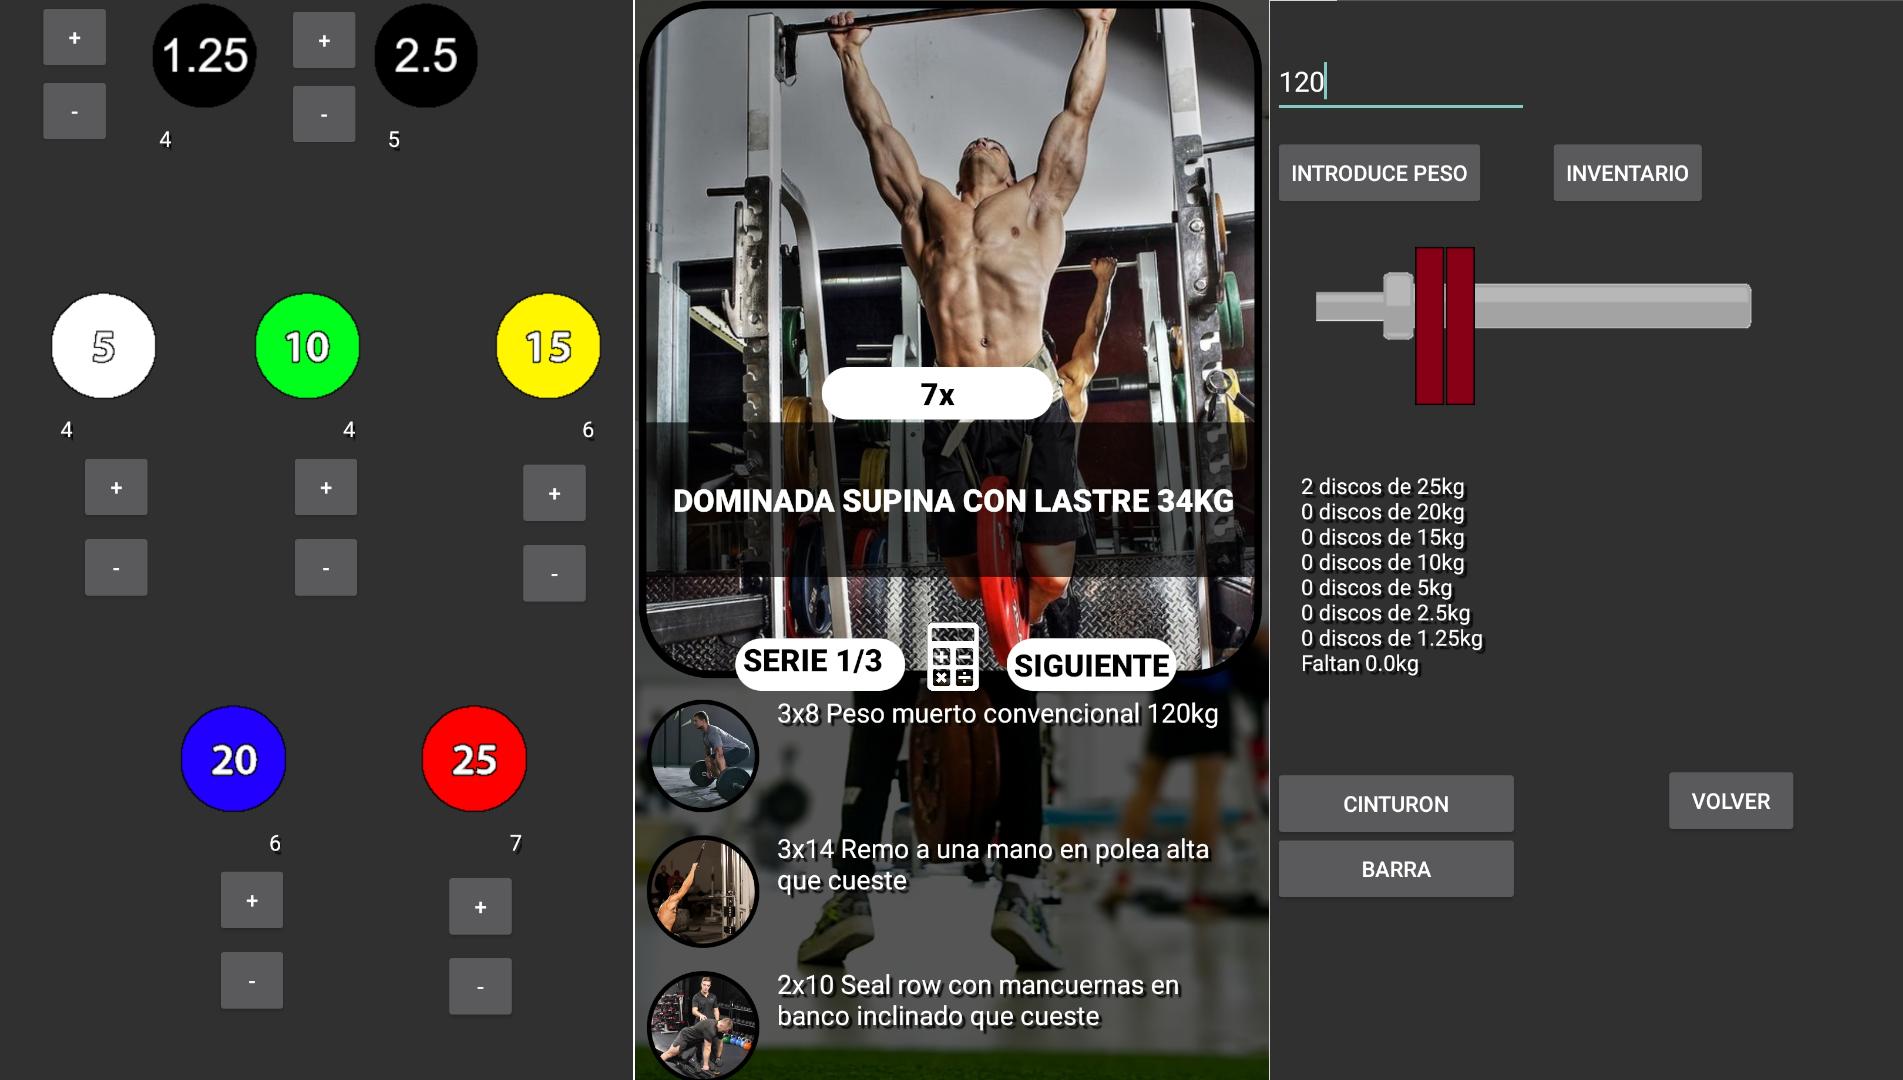 +
1.25
+
2.5
-
-
4
5
5
10
15
4
4
6
+
+
+
-
-
-
20
25
6
7
+
+
-
-
7x
DOMINADA SUPINA CON LASTRE 34KG
SERIE 1/3
SIGUIENTE
3x8 Peso muerto convencional 120kg
3x14 Remo a una mano en polea alta
que cueste
2x10 Seal row con mancuernas en
banco inclinado que cueste
120
INTRODUCE PESO
INVENTARIO
2 discos de 25kg
0 discos de 20kg
0 discos de 15kg
0 discos de 10kg
0 discos de 5kg
0 discos de 2.5kg
0 discos de 1.25kg
Faltan 0.0kg
CINTURON
VOLVER
BARRA